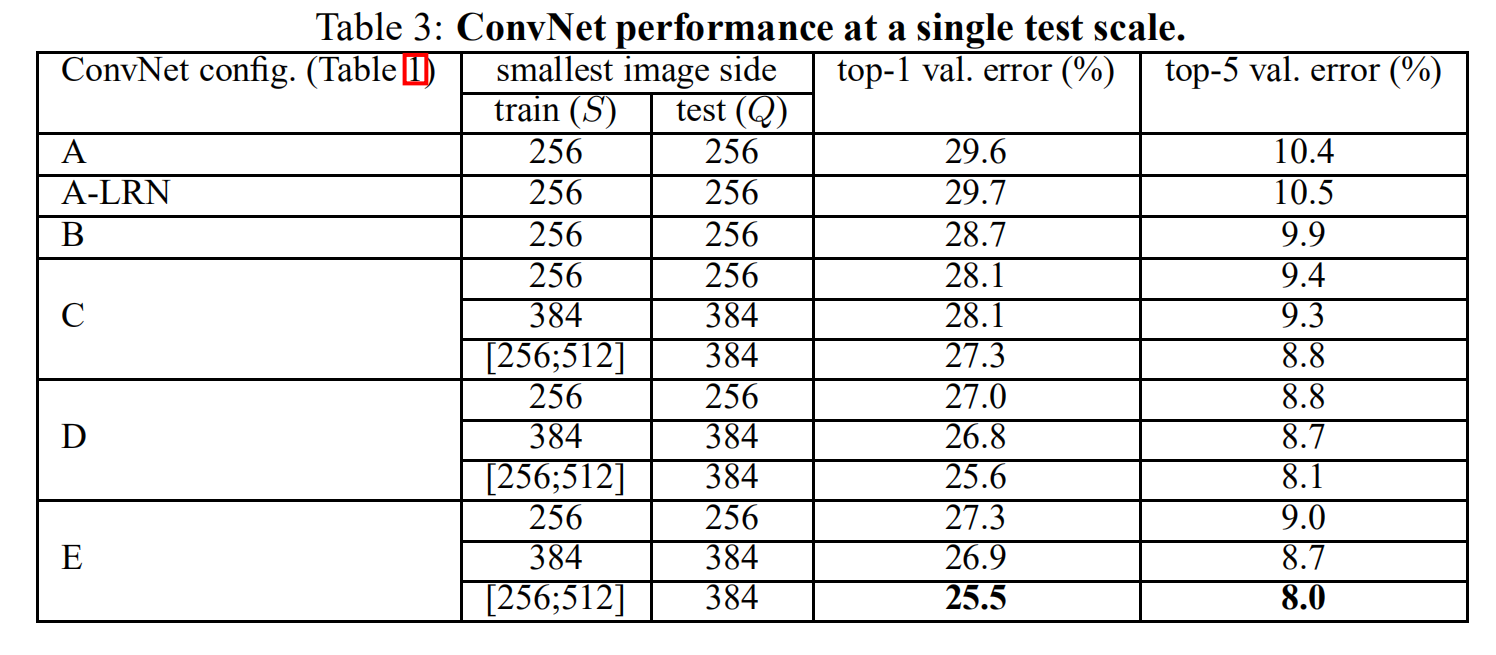 Table 3: ConvNet performance at a single test scale.
ConvNet config. (Table 1) smallest image side top-1 val. error (%) top-5 val. error (%)
train (S) test (Q)
A 256 256 29.6 10.4
A-LRN 256 256 29.7 10.5
B 256 256 28.7 9.9
256 256 28.1 9.4
C 384 384 28.1 9.3
[256;512] 384 27.3 8.8
256 256 27.0 8.8
D 384 384 26.8 8.7
[256;512] 384 25.6 8.1
256 256 27.3 9.0
E 384 384 26.9 8.7
[256;512] 384 25.5 8.0